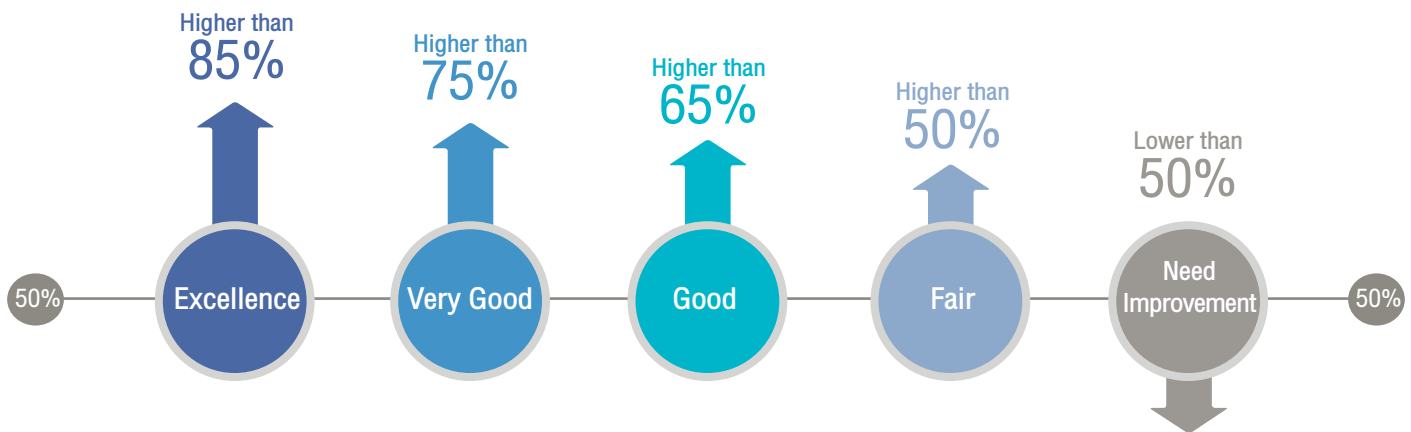 Higher than
85%
Higher than
75%
Higher than
65%
Higher than
50%
Lower than
50%
50%
Excellence
Very Good
Good
Fair
Need
Improvement
50%